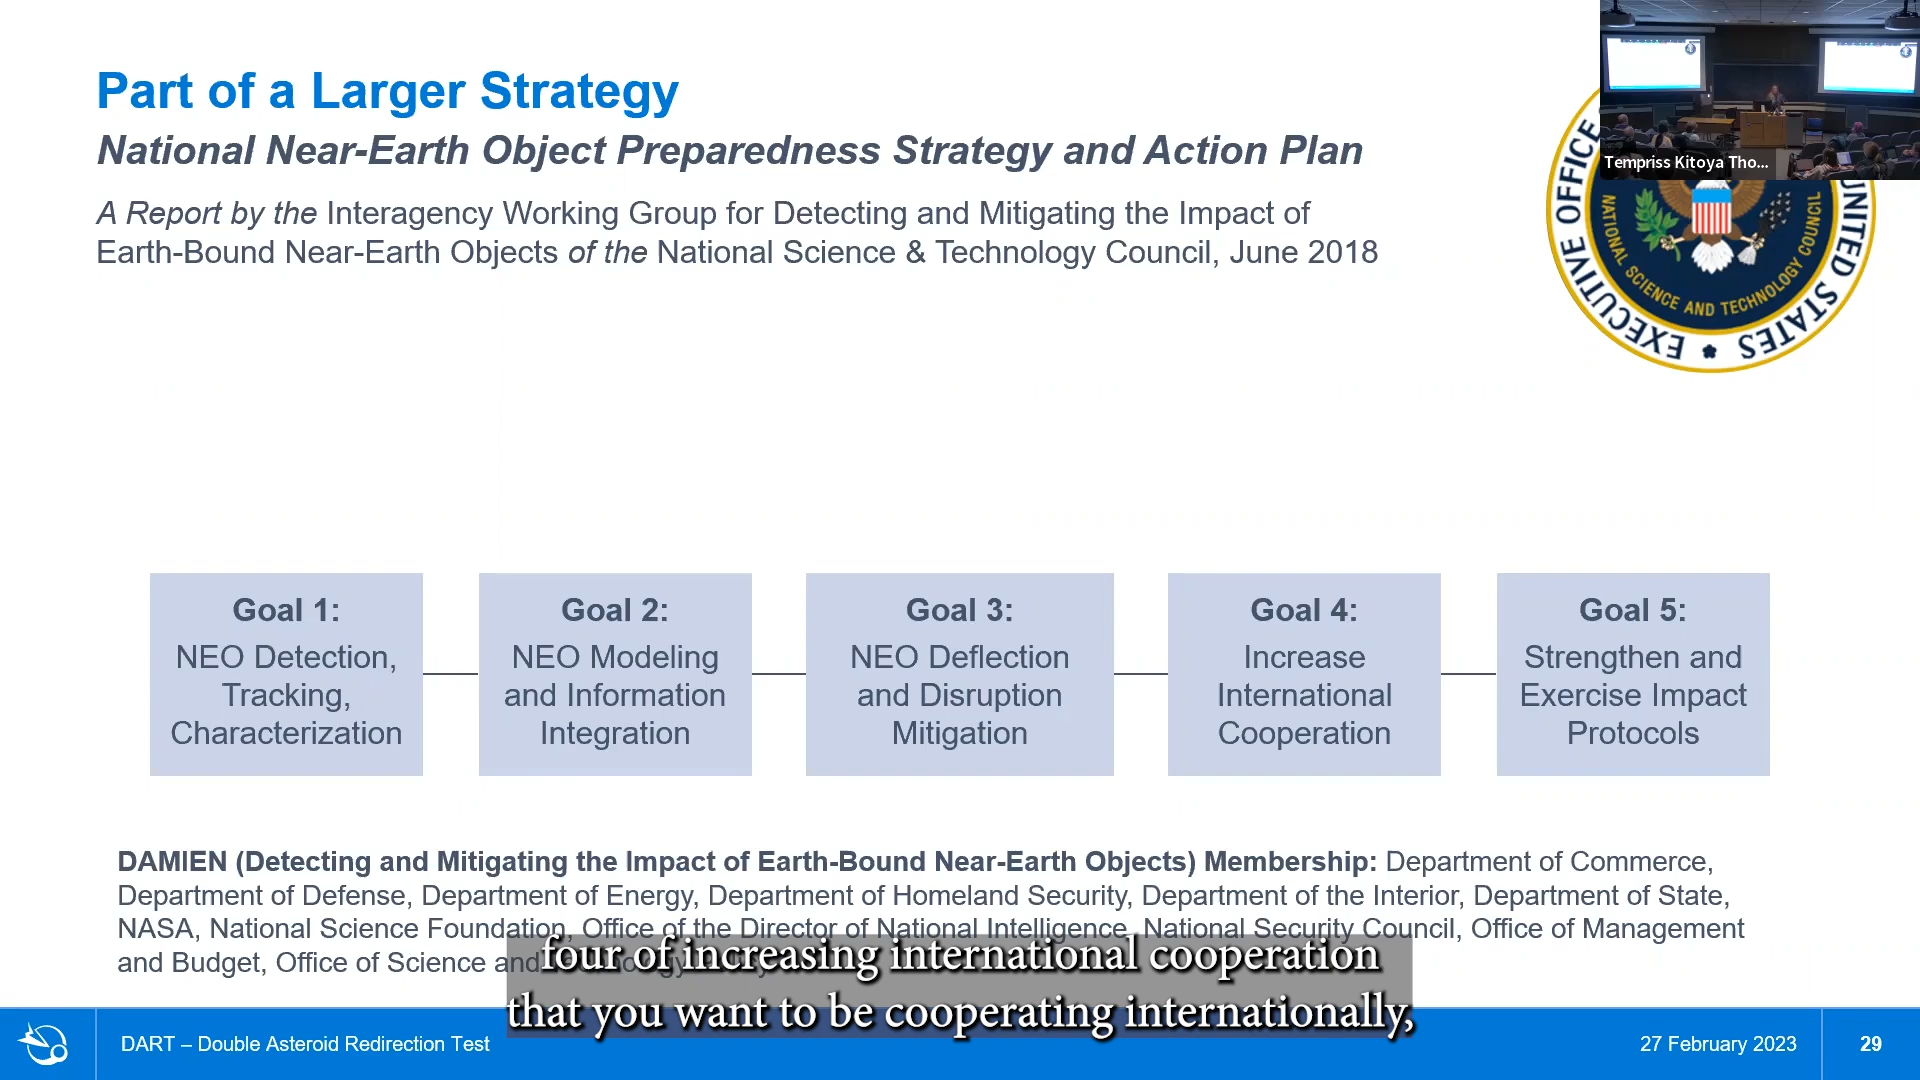 Part of a Larger Strategy
National Near-Earth Object Preparedness Strategy and Action Plan
A Report by the Interagency Working Group for Detecting and Mitigating the Impact of
Earth-Bound Near-Earth Objects of the National Science & Technology Council, June 2018
Tempriss Kitoya Tho...
EXECUTIVE OFFICE
UNITED STATES
NATIONAL SCIENCE AND TECHNOLOGY COUNCIL
Goal 1:
NEO Detection,
Tracking,
Characterization
Goal 2:
NEO Modeling
and Information
Integration
Goal 3:
NEO Deflection
and Disruption
Mitigation
Goal 4:
Increase
International
Cooperation
Goal 5:
Strengthen and
Exercise Impact
Protocols
DAMIEN (Detecting and Mitigating the Impact of Earth-Bound Near-Earth Objects) Membership: Department of Commerce,
Department of Defense, Department of Energy, Department of Homeland Security, Department of the Interior, Department of State,
NASA, National Science Foundation, Office of the Director of National Intelligence, National Security Council, Office of Management
and Budget, Office of Science and
four of increasing international cooperation
that you want to be cooperating internationally,
DART – Double Asteroid Redirection Test
27 February 2023
29